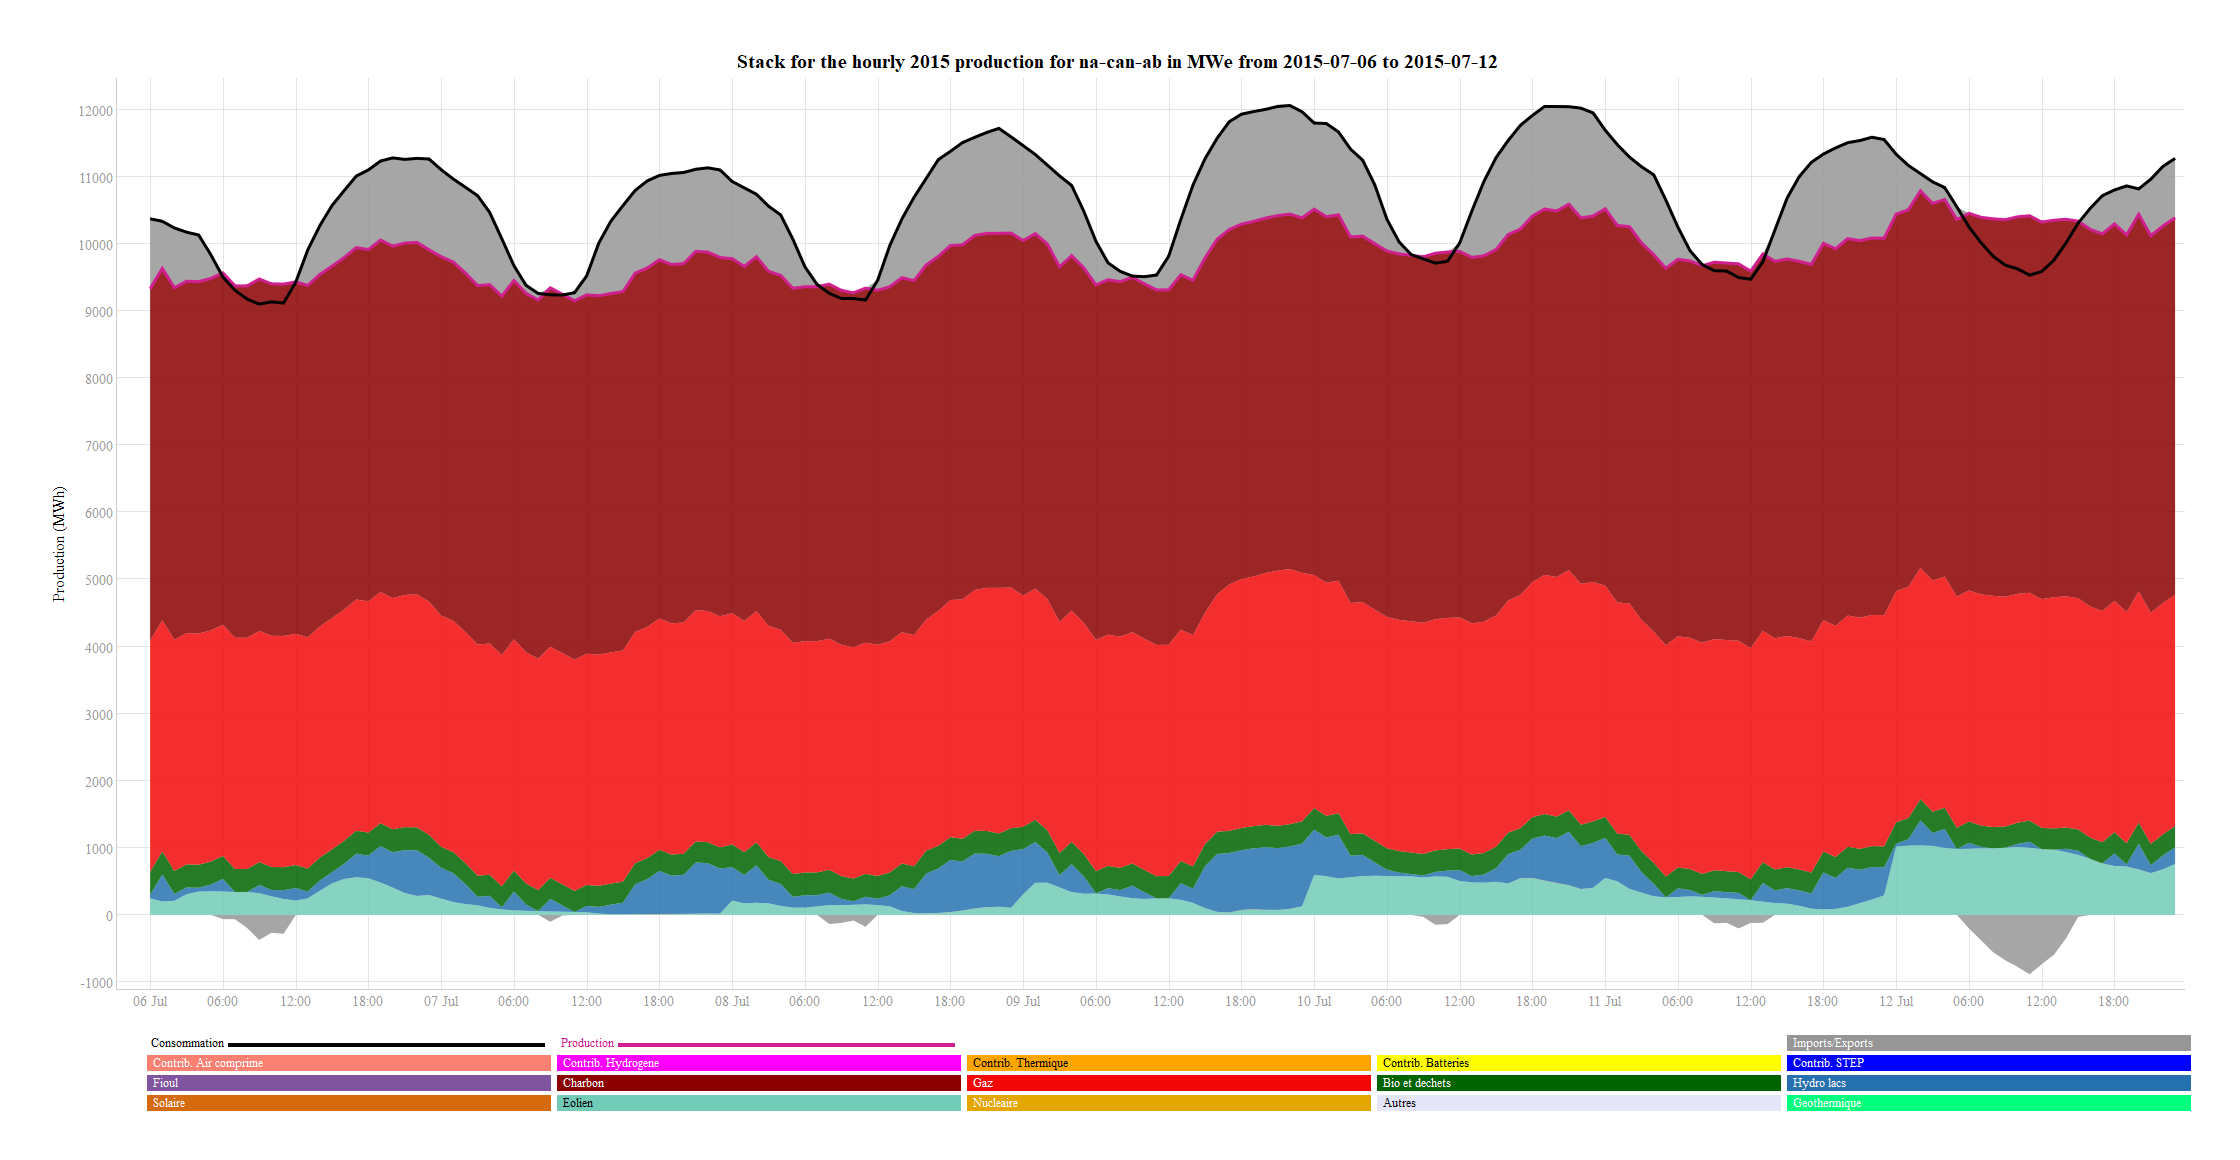 Stack for the hourly 2015 production for na-can-ab in MWe from 2015-07-06 to 2015-07-12
Production (MWh)
12000
11000
10000
9000
8000
7000
6000
5000
4000
3000
2000
1000
0
-1000
06 Jul 06:00 12:00 18:00 07 Jul 06:00 12:00 18:00 08 Jul 06:00 12:00 18:00 09 Jul 06:00 12:00 18:00 10 Jul 06:00 12:00 18:00 11 Jul 06:00 12:00 18:00 12 Jul 06:00 12:00 18:00
Consommation Production Imports/Exports
Contrib. Air comprime Contrib. Hydrogene Contrib. Thermique Contrib. Batteries Contrib. STEP
Fioul Charbon Gaz Bio et dechets Hydro lacs
Solaire Eolien Nucleaire Autres Geothermique